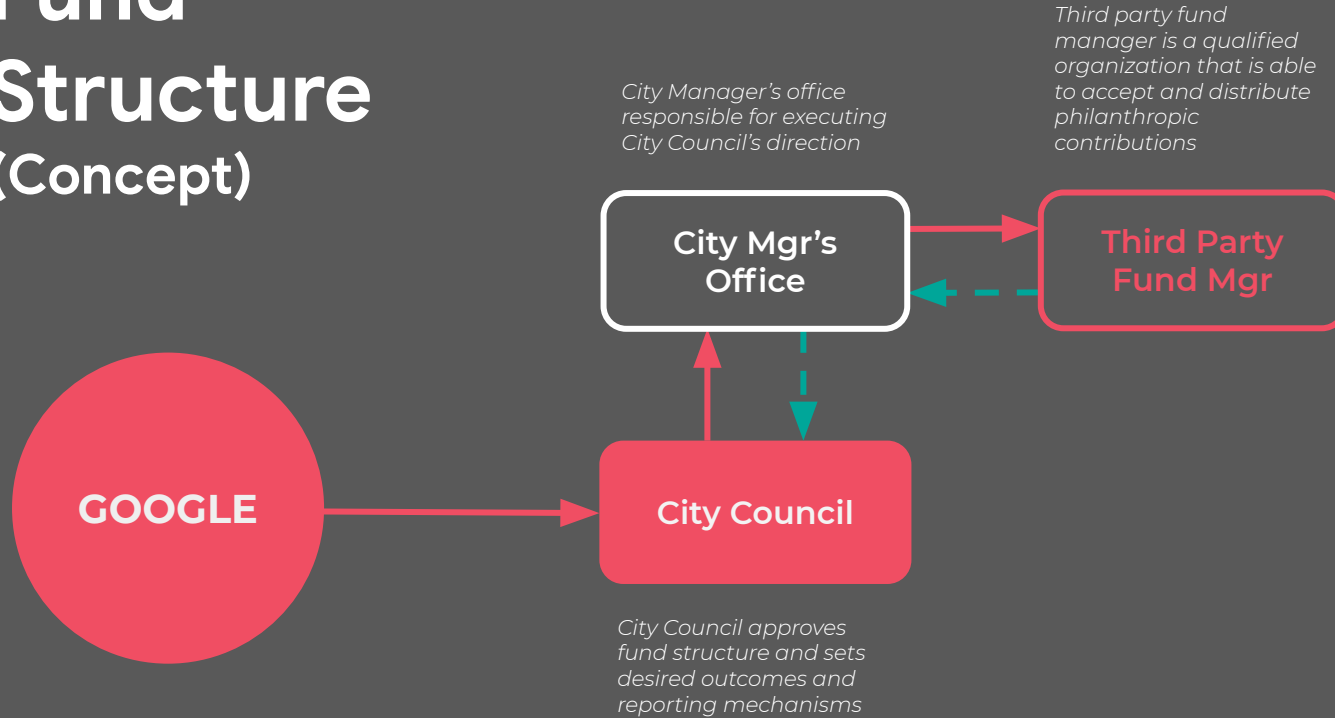 Fund
Structure
(Concept)
City Manager’s office
responsible for executing
City Council’s direction
Third party fund
manager is a qualified
organization that is able
to accept and distribute
philanthropic
contributions
City Mgr’s
Office
Third Party
Fund Mgr
GOOGLE
City Council
City Council approves
fund structure and sets
desired outcomes and
reporting mechanisms